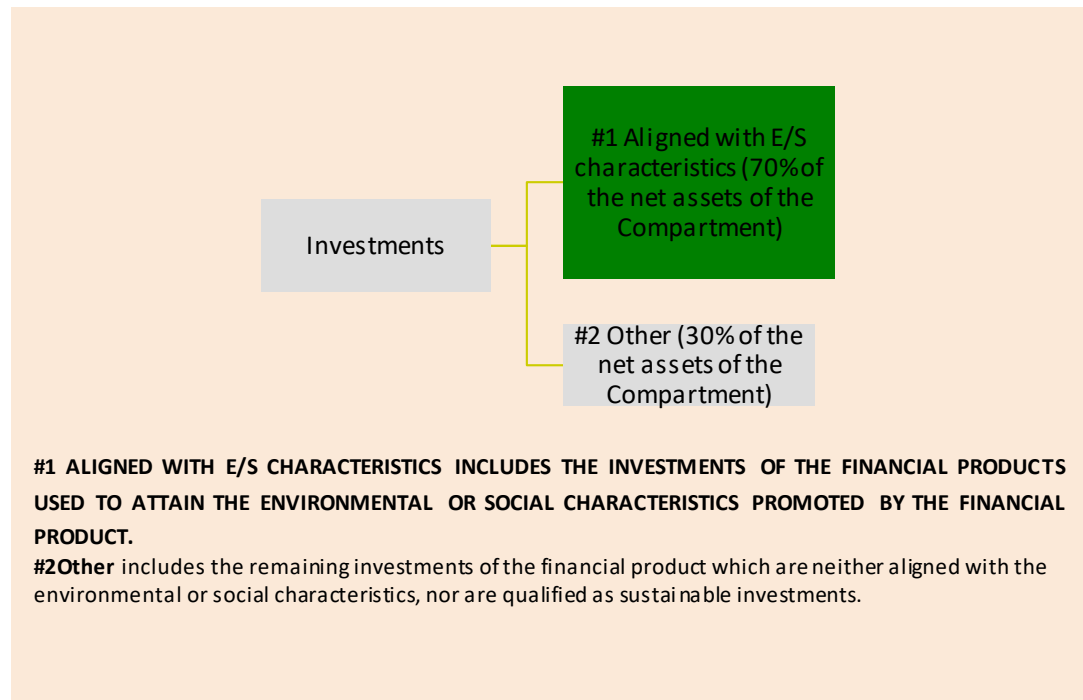 #1 Aligned with E/S
characteristics (70% of
the net assets of the
Compartment)
Investments
#2 Other (30% of the
net assets of the
Compartment)
#1 ALIGNED WITH E/S CHARACTERISTICS INCLUDES THE INVESTMENTS OF THE FINANCIAL PRODUCTS
USED TO ATTAIN THE ENVIRONMENTAL OR SOCIAL CHARACTERISTICS PROMOTED BY THE FINANCIAL
PRODUCT.
#2Other includes the remaining investments of the financial product which are neither aligned with the
environmental or social characteristics, nor are qualified as sustainable investments.